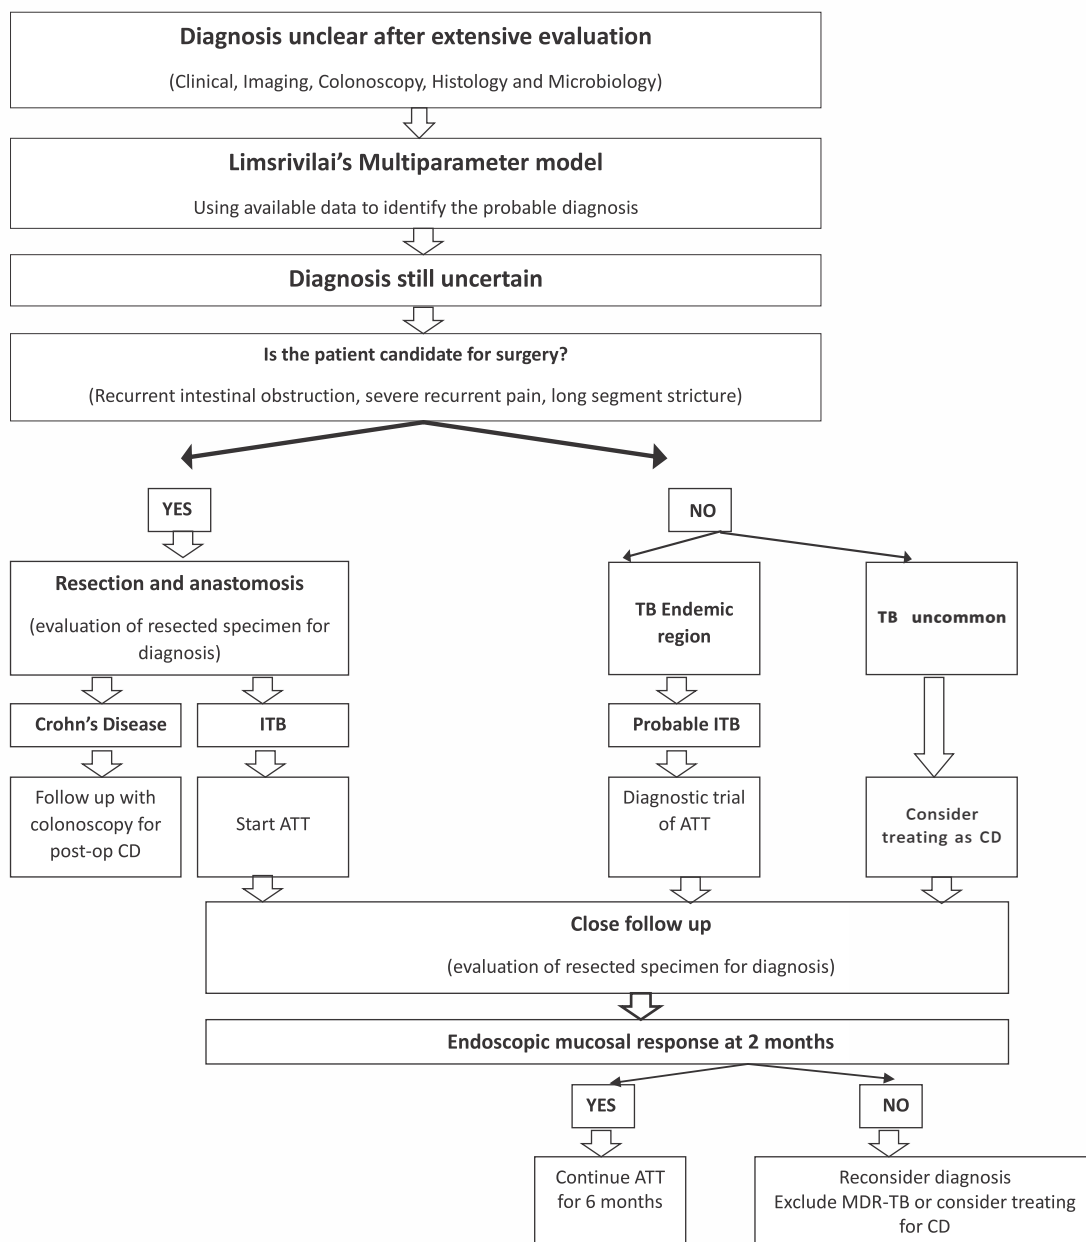 Diagnosis unclear after extensive evaluation
(Clinical, Imaging, Colonoscopy, Histology and Microbiology)
Limsrivilai’s Multiparameter model
Using available data to identify the probable diagnosis
Diagnosis still uncertain
Is the patient candidate for surgery?
(Recurrent intestinal obstruction, severe recurrent pain, long segment stricture)
YES
NO
Resection and anastomosis
(evaluation of resected specimen for
diagnosis)
TB Endemic
region
TB uncommon
Crohn’s Disease
ITB
Probable ITB
Follow up with
colonoscopy for
post-op CD
Start ATT
Diagnostic trial
of ATT
Consider
treating as CD
Close follow up
(evaluation of resected specimen for diagnosis)
Endoscopic mucosal response at 2 months
YES
NO
Continue ATT
for 6 months
Reconsider diagnosis
Exclude MDR-TB or consider treating
for CD